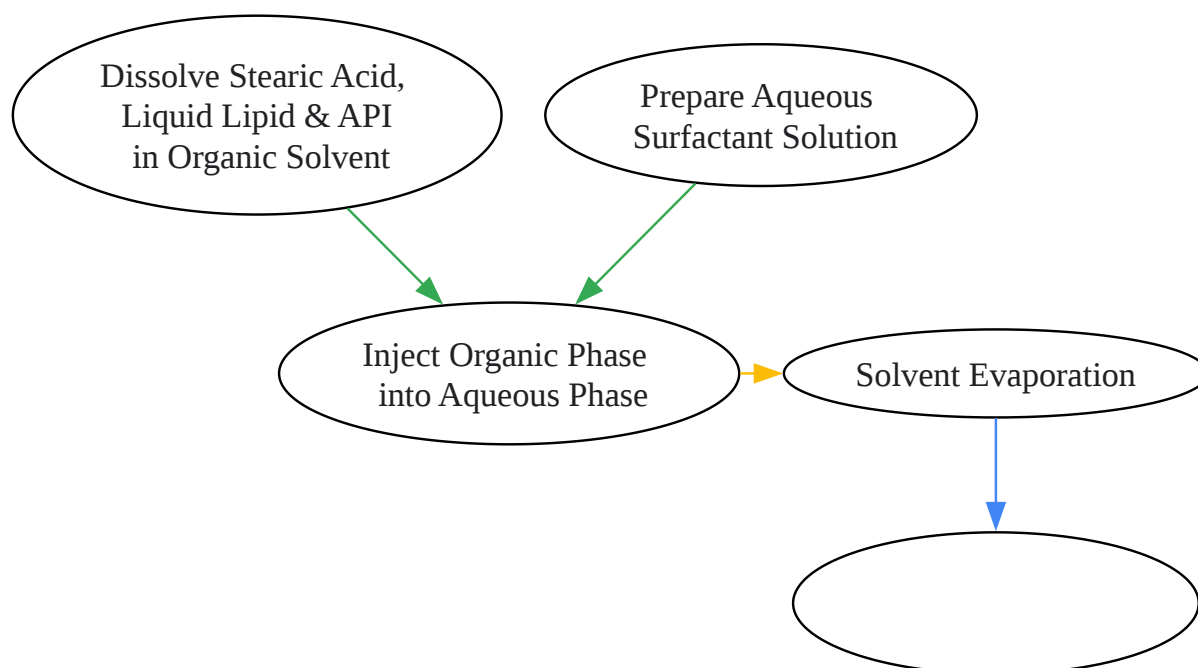 Dissolve Stearic Acid,
Liquid Lipid & API
in Organic Solvent
Prepare Aqueous
Surfactant Solution
Inject Organic Phase
into Aqueous Phase
Solvent Evaporation